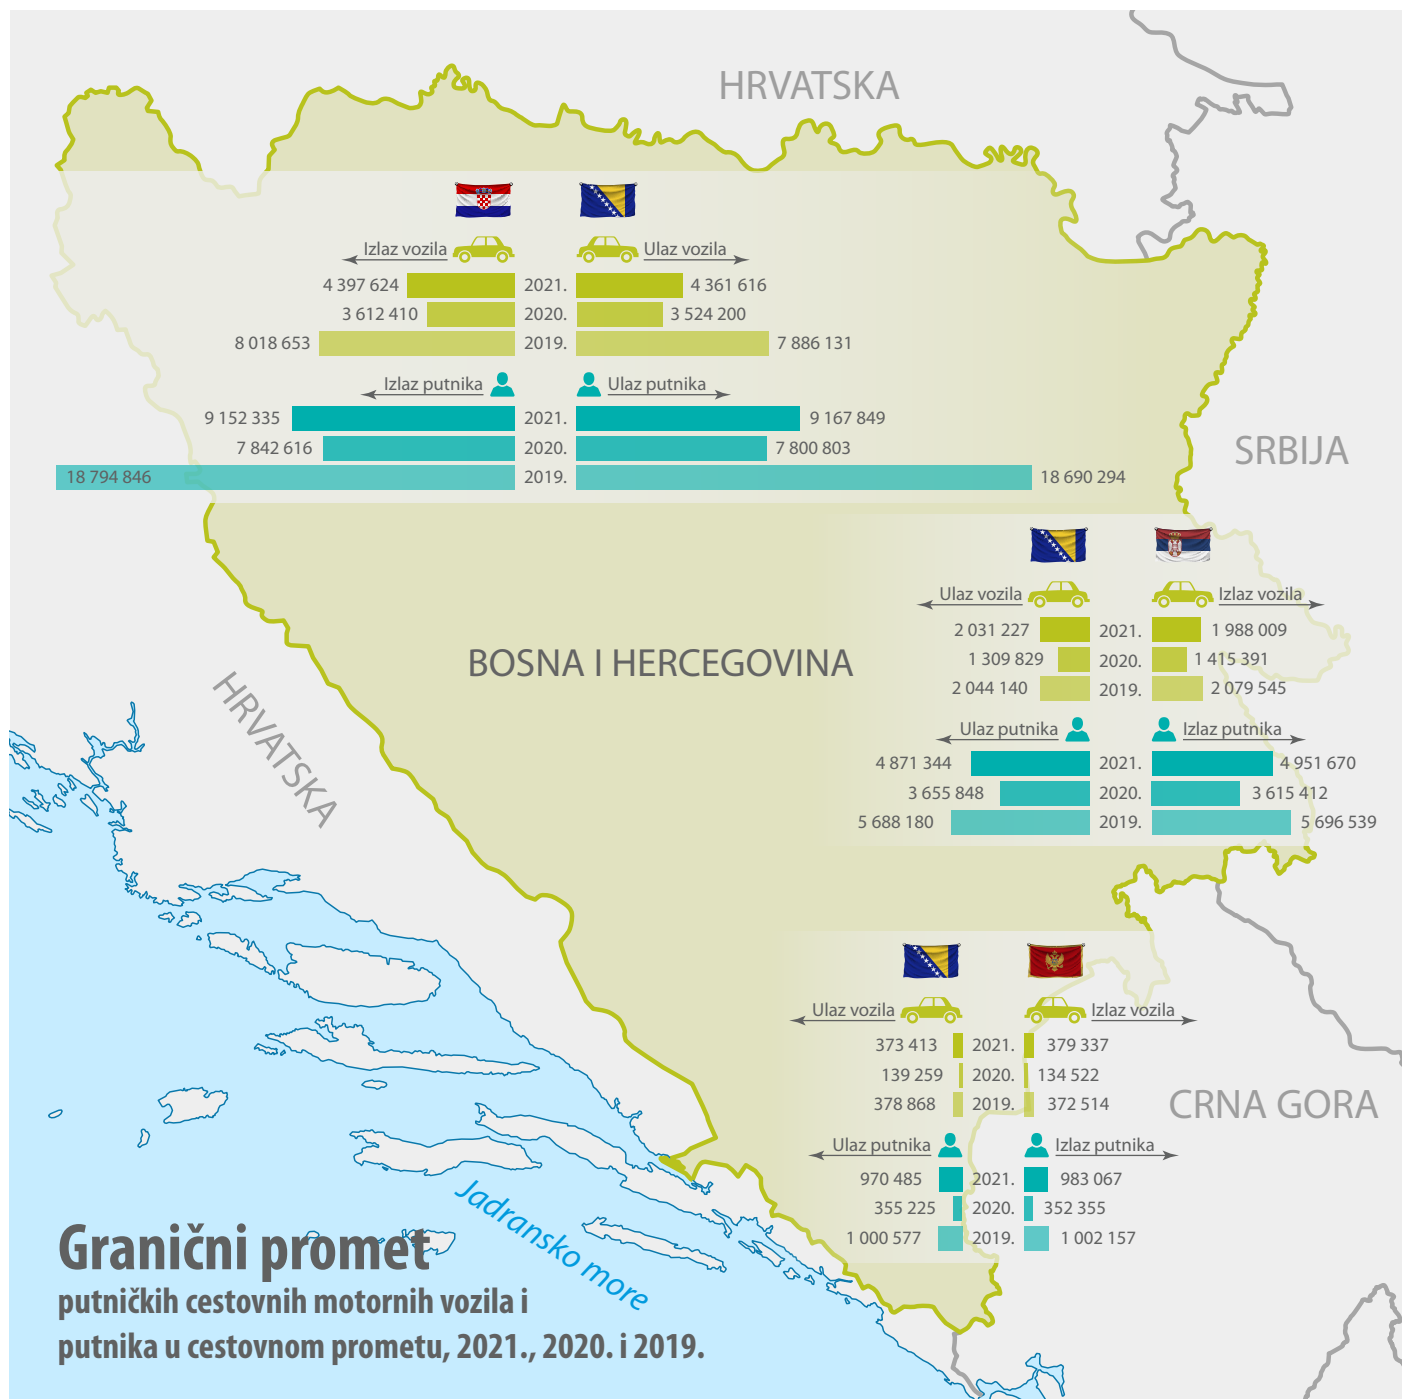 HRVATSKA
Izlaz vozila Ulaz vozila
4 397 624 2021. 4 361 616
3 612 410 2020. 3 524 200
8 018 653 2019. 7 886 131
Izlaz putnika Ulaz putnika
9 152 335 2021. 9 167 849
7 842 616 2020. 7 800 803
18 794 846 2019. 18 690 294
SRBIJA
Ulaz vozila Izlaz vozila
2 031 227 2021. 1 988 009
1 309 829 2020. 1 415 391
2 044 140 2019. 2 079 545
Ulaz putnika Izlaz putnika
4 871 344 2021. 4 951 670
3 655 848 2020. 3 615 412
5 688 180 2019. 5 696 539
BOSNA I HERCEGOVINA
HRVATSKA
Ulaz vozila Izlaz vozila
373 413 2021. 379 337
139 259 2020. 134 522
378 868 2019. 372 514
CRNA GORA
Ulaz putnika Izlaz putnika
970 485 2021. 983 067
355 225 2020. 352 355
1 000 577 2019. 1 002 157
Jadransko more
Granični promet
putničkih cestovnih motornih vozila i
putnika u cestovnom prometu, 2021., 2020. i 2019.